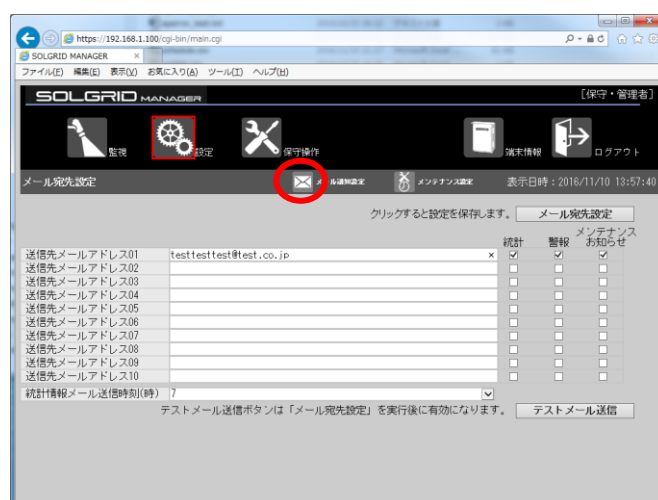 https://192.168.1.100/cgi-bin/main.cgi
SOLGRID MANAGER ×
ファイル(F) 編集(E) 表示(V) お気に入り(A) ツール(T) ヘルプ(H)
SOLGRID MANAGER [保守・管理者]
監視 設定 保守操作 端末情報 ログアウト
メール宛先設定 メール通知設定 メンテナンス設定 表示日時：2016/11/10 13:57:40
クリックすると設定を保存します。 メール宛先設定
統計 警報 メンテナンスお知らせ
送信先メールアドレス01 testtesttest@test.co.jp ×
送信先メールアドレス02
送信先メールアドレス03
送信先メールアドレス04
送信先メールアドレス05
送信先メールアドレス06
送信先メールアドレス07
送信先メールアドレス08
送信先メールアドレス09
送信先メールアドレス10
統計情報メール送信時刻(時) 7
テストメール送信ボタンは「メール宛先設定」を実行後に有効になります。 テストメール送信